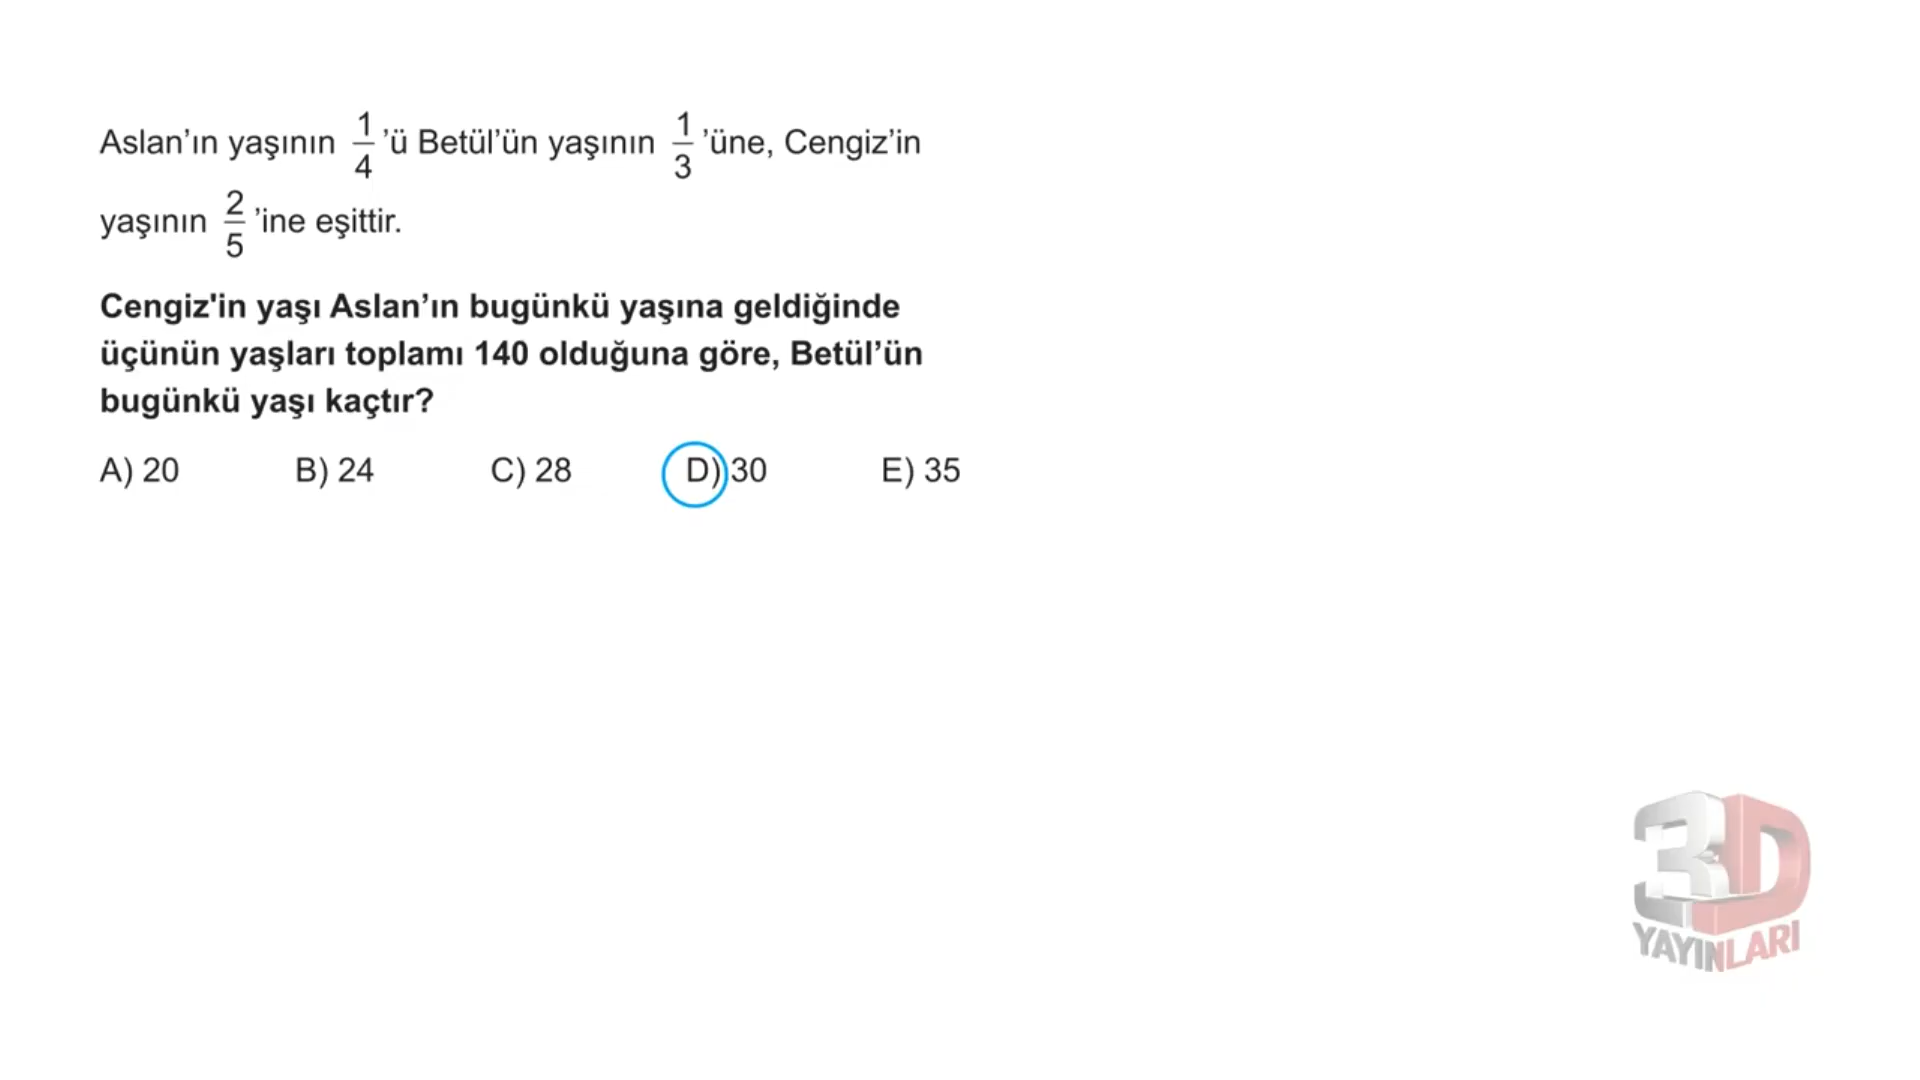 Aslan’ın yaşının 1/4 ’ü Betül’ün yaşının 1/3 ’üne, Cengiz’in
yaşının 2/5 ’ine eşittir.
Cengiz'in yaşı Aslan’ın bugünkü yaşına geldiğinde
üçünün yaşları toplamı 140 olduğuna göre, Betül’ün
bugünkü yaşı kaçtır?
A) 20 B) 24 C) 28 D) 30 E) 35
3D
YAYINLARI